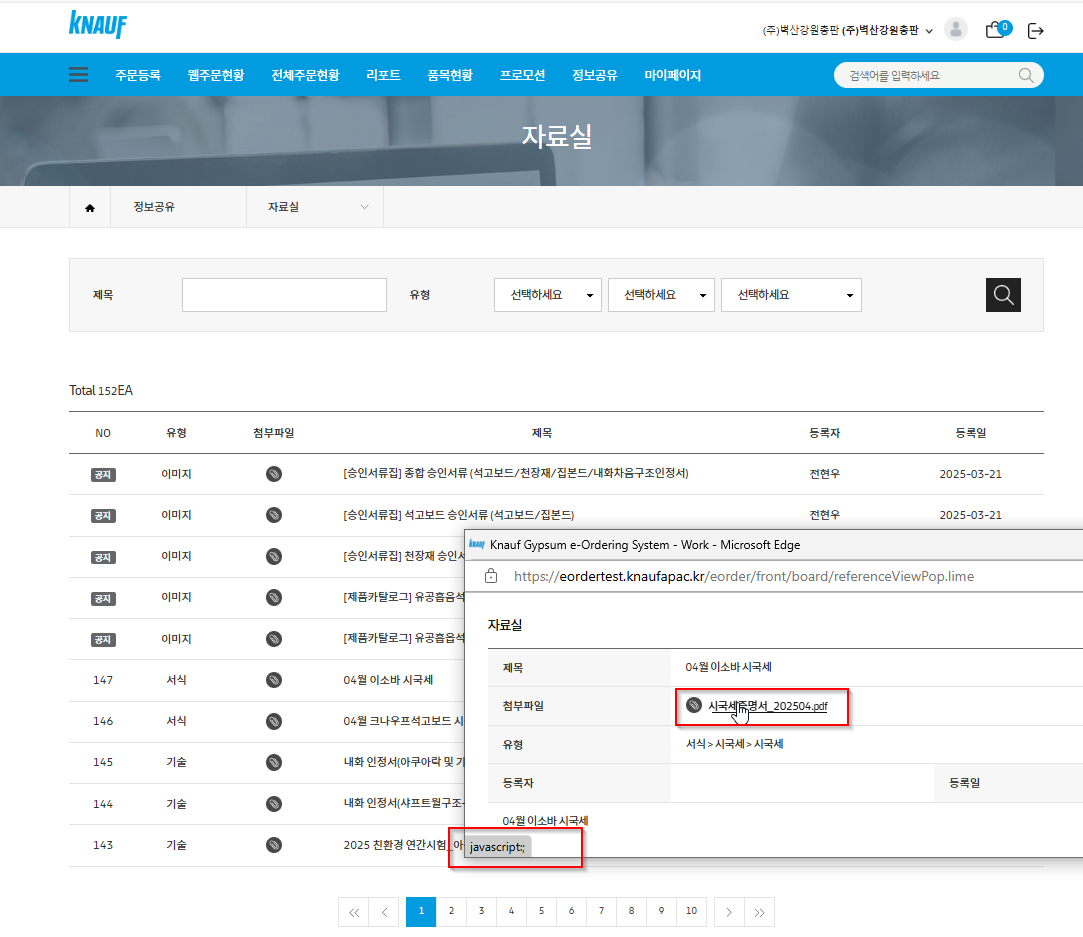 KNAUF
(주)벽산강원총판 (주)벽산강원총판
0
주문등록 웹주문현황 전체주문현황 리포트 품목현황 프로모션 정보공유 마이페이지
검색어를 입력하세요
자료실
정보공유 자료실
제목 유형 선택하세요 선택하세요 선택하세요
Total 152EA
NO 유형 첨부파일 제목 등록자 등록일
공지 이미지 [승인서류집] 종합 승인서류 (석고보드/천장재/집본드/내화차음구조인정서) 전현우 2025-03-21
공지 이미지 [승인서류집] 석고보드 승인서류 (석고보드/집본드) 전현우 2025-03-21
공지 이미지 [승인서류집] 천장재 승인서
공지 이미지 [제품카탈로그] 유공흡음석
공지 이미지 [제품카탈로그] 유공흡음석
147 서식 04월 이소바 시국세
146 서식 04월 크나우프석고보드 시
145 기술 내화 인정서(아쿠아락 및 기
144 기술 내화 인정서(샤프트월구조-
143 기술 2025 친환경 연간시험_아
Knauf Gypsum e-Ordering System - Work - Microsoft Edge
https://eordertest.knaufapac.kr/eorder/front/board/referenceViewPop.lime
자료실
제목 04월 이소바 시국세
첨부파일 시국세증명서_202504.pdf
유형 서식 > 시국세 > 시국세
등록자 등록일
04월 이소바 시국세
javascript:;
1 2 3 4 5 6 7 8 9 10